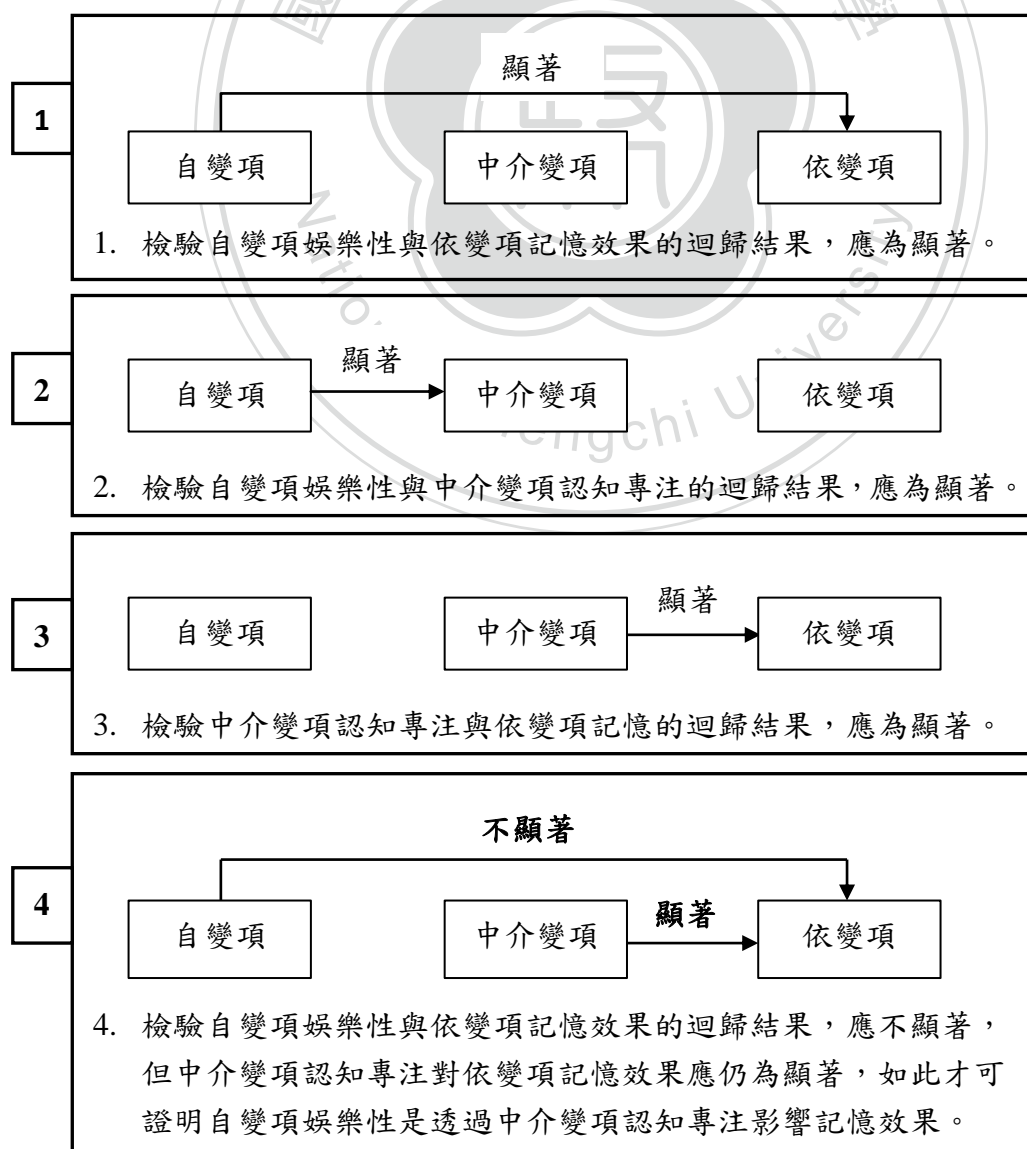 國
學
顯著
1
自變項
中介變項
依變項
1. 檢驗自變項娛樂性與依變項記憶效果的迴歸結果，應為顯著。
顯著
2
自變項
中介變項
依變項
2. 檢驗自變項娛樂性與中介變項認知專注的迴歸結果，應為顯著。
顯著
3
自變項
中介變項
依變項
3. 檢驗中介變項認知專注與依變項記憶的迴歸結果，應為顯著。
不顯著
4
自變項
中介變項
顯著
依變項
4. 檢驗自變項娛樂性與依變項記憶效果的迴歸結果，應不顯著，
但中介變項認知專注對依變項記憶效果應仍為顯著，如此才可
證明自變項娛樂性是透過中介變項認知專注影響記憶效果。